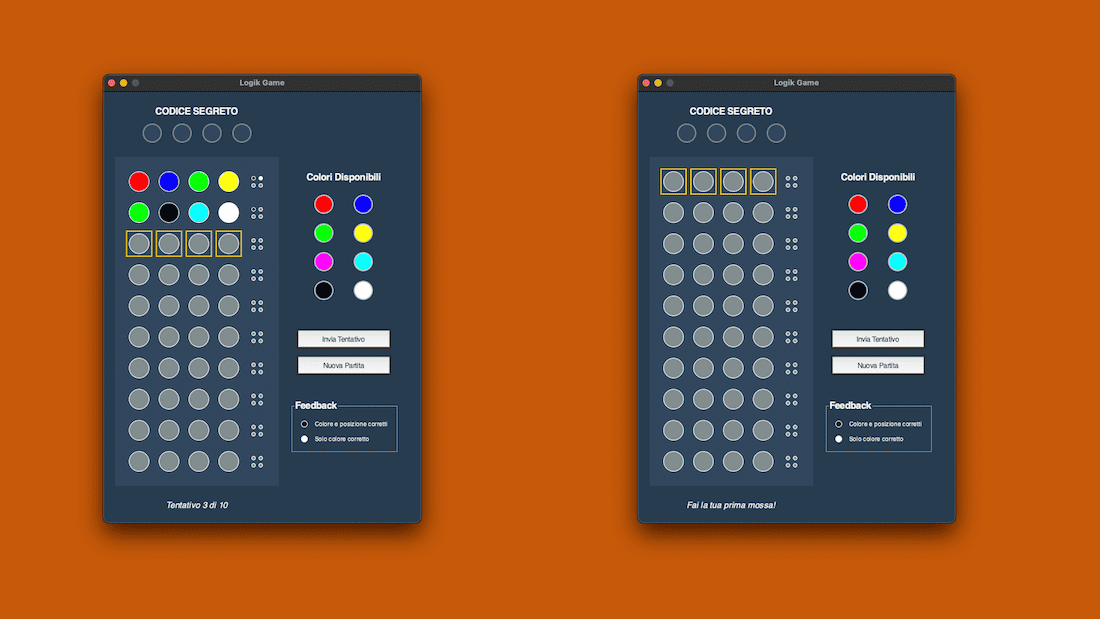 Logik Game
CODICE SEGRETO
Colori Disponibili
Invia Tentativo
Nuova Partita
Feedback
Colore e posizione corretti
Solo colore corretto
Tentativo 3 di 10
Logik Game
CODICE SEGRETO
Colori Disponibili
Invia Tentativo
Nuova Partita
Feedback
Colore e posizione corretti
Solo colore corretto
Fai la tua prima mossa!